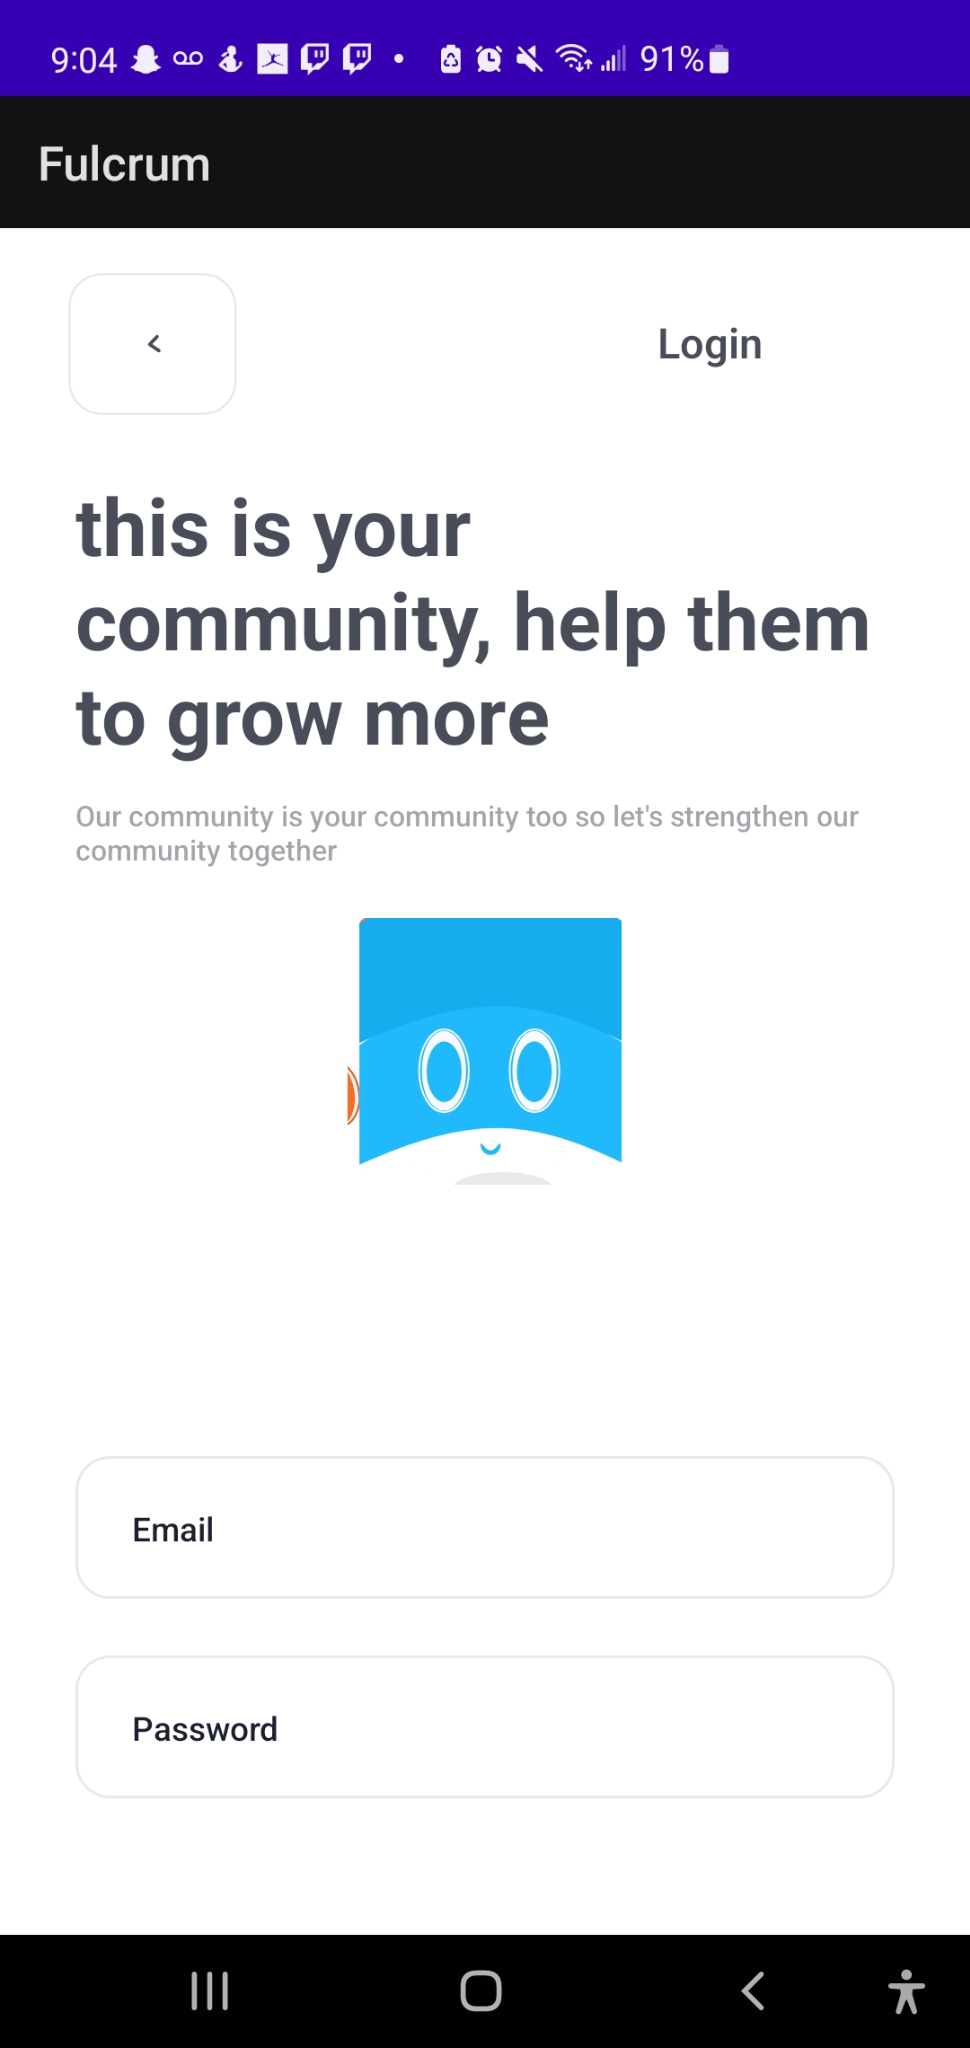 9:04 91%
Fulcrum
< Login
this is your
community, help them
to grow more
Our community is your community too so let's strengthen our
community together
Email
Password